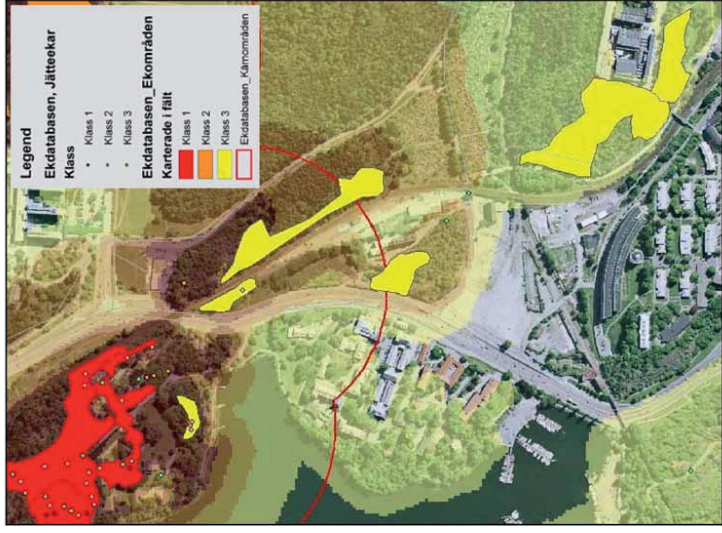 Legend
Ekdatabasen, Jätteekar
Klass
Klass 1
Klass 2
Klass 3
Ekdatabasen_Ekområden
Karterade i fält
Klass 1
Klass 2
Klass 3
Ekdatabasen_Kärnområden